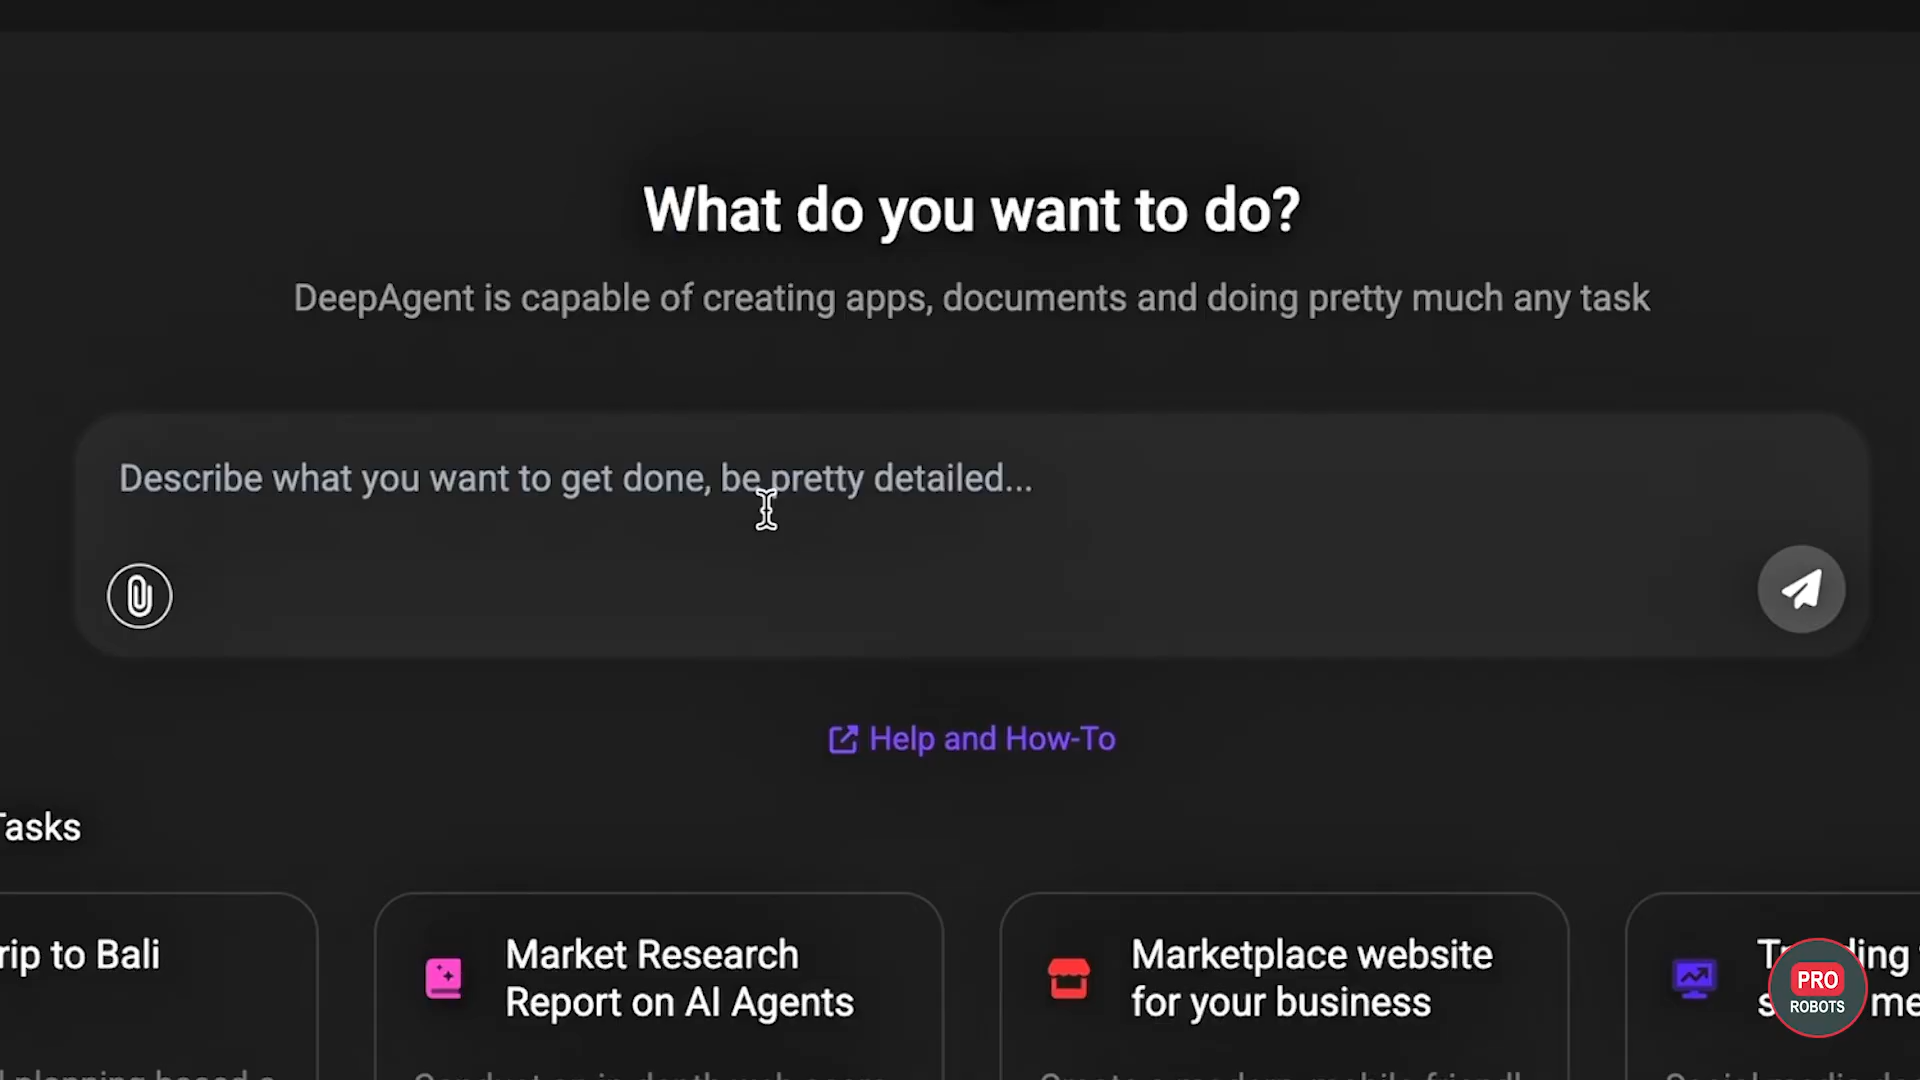 What do you want to do?
DeepAgent is capable of creating apps, documents and doing pretty much any task
Describe what you want to get done, be pretty detailed...
Help and How-To
Tasks
rip to Bali
Market Research
Report on AI Agents
Marketplace website
for your business
PRO
ROBOTS